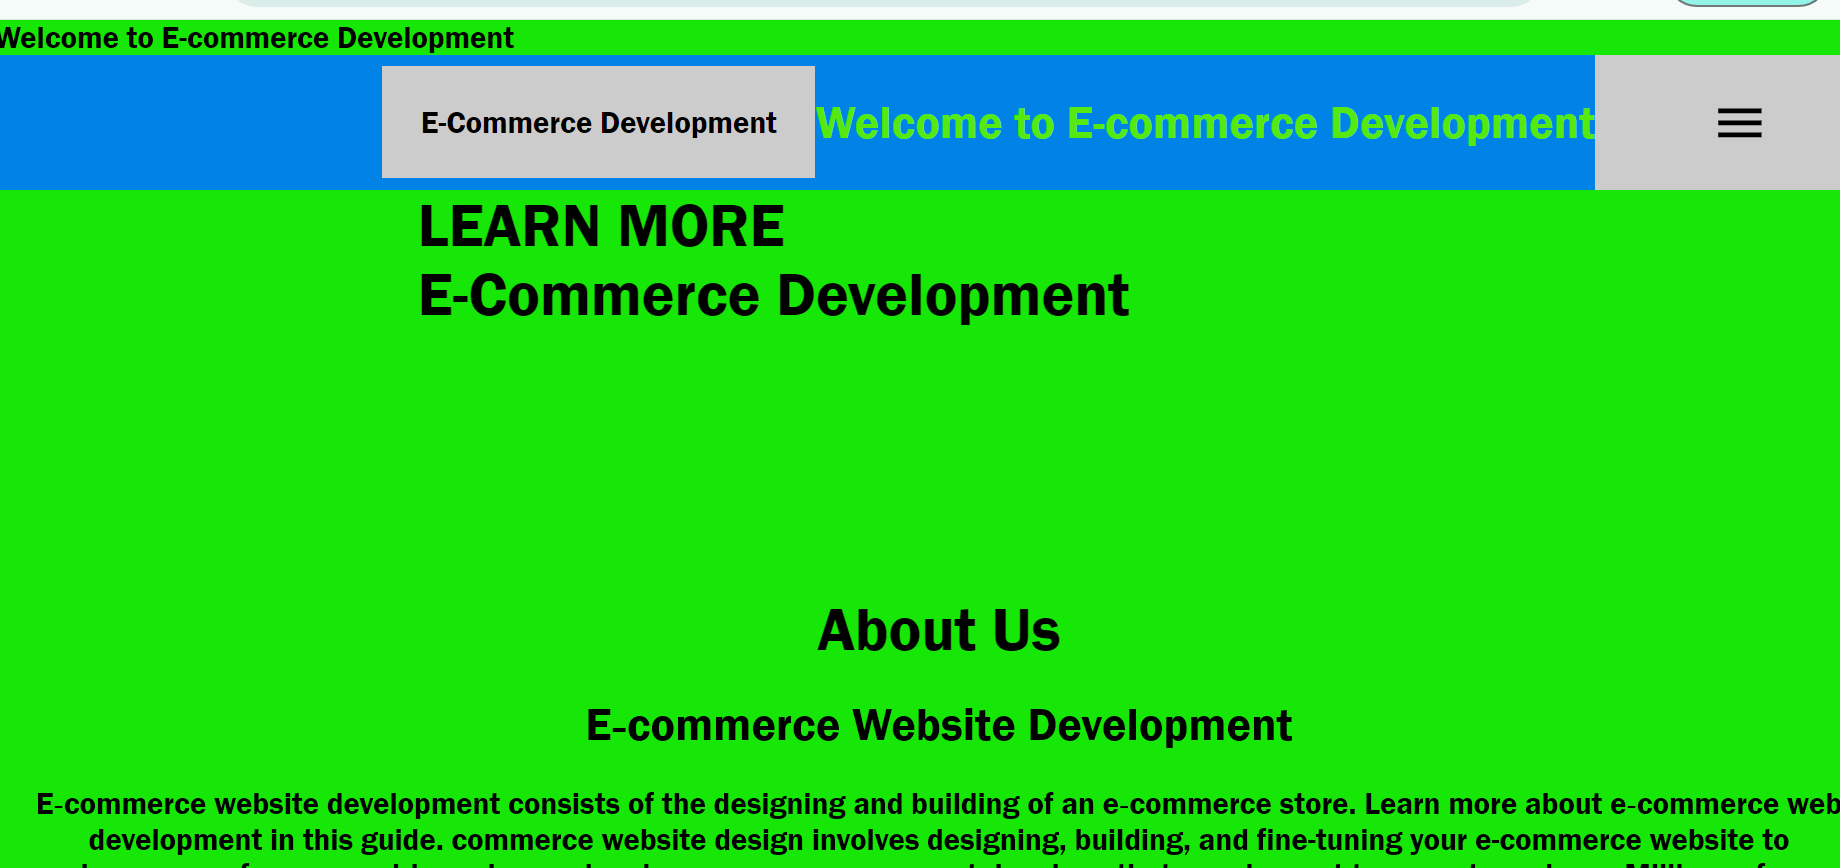 Welcome to E-commerce Development
E-Commerce Development
Welcome to E-commerce Development
LEARN MORE
E-Commerce Development
About Us
E-commerce Website Development
E-commerce website development consists of the designing and building of an e-commerce store. Learn more about e-commerce web
development in this guide. commerce website design involves designing, building, and fine-tuning your e-commerce website to